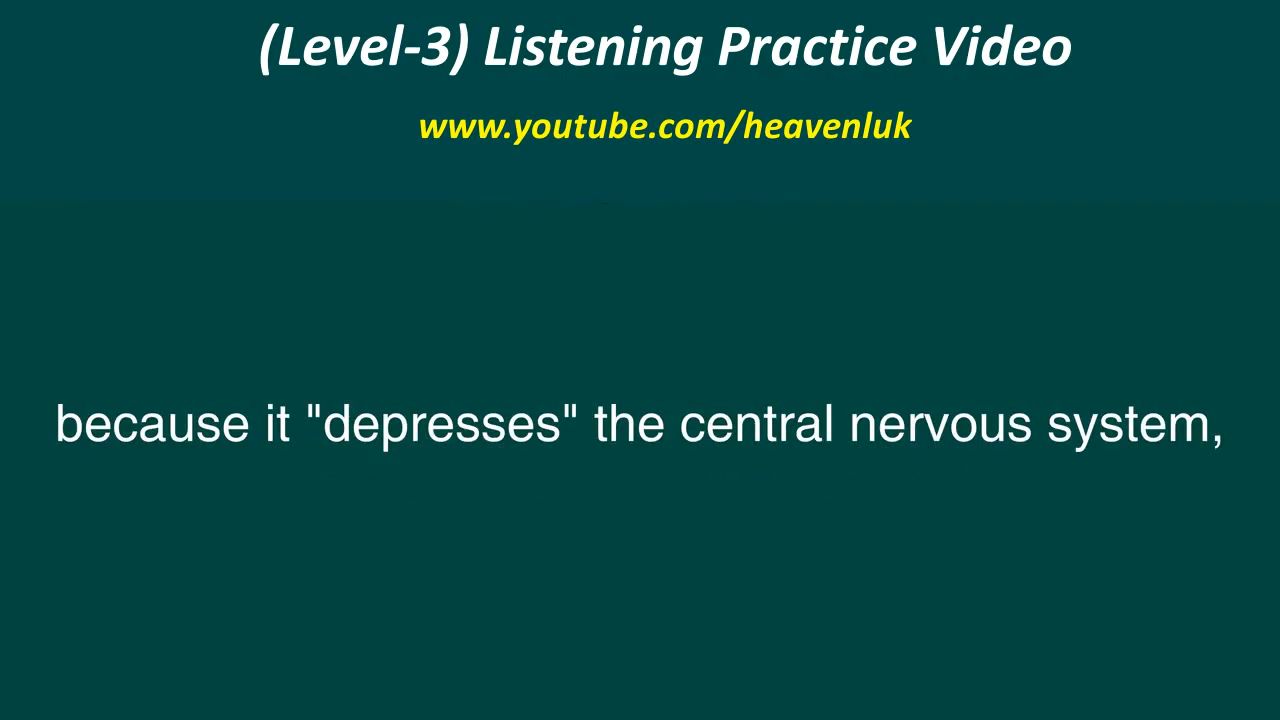 (Level-3) Listening Practice Video
www.youtube.com/heavenluk
because it "depresses" the central nervous system,